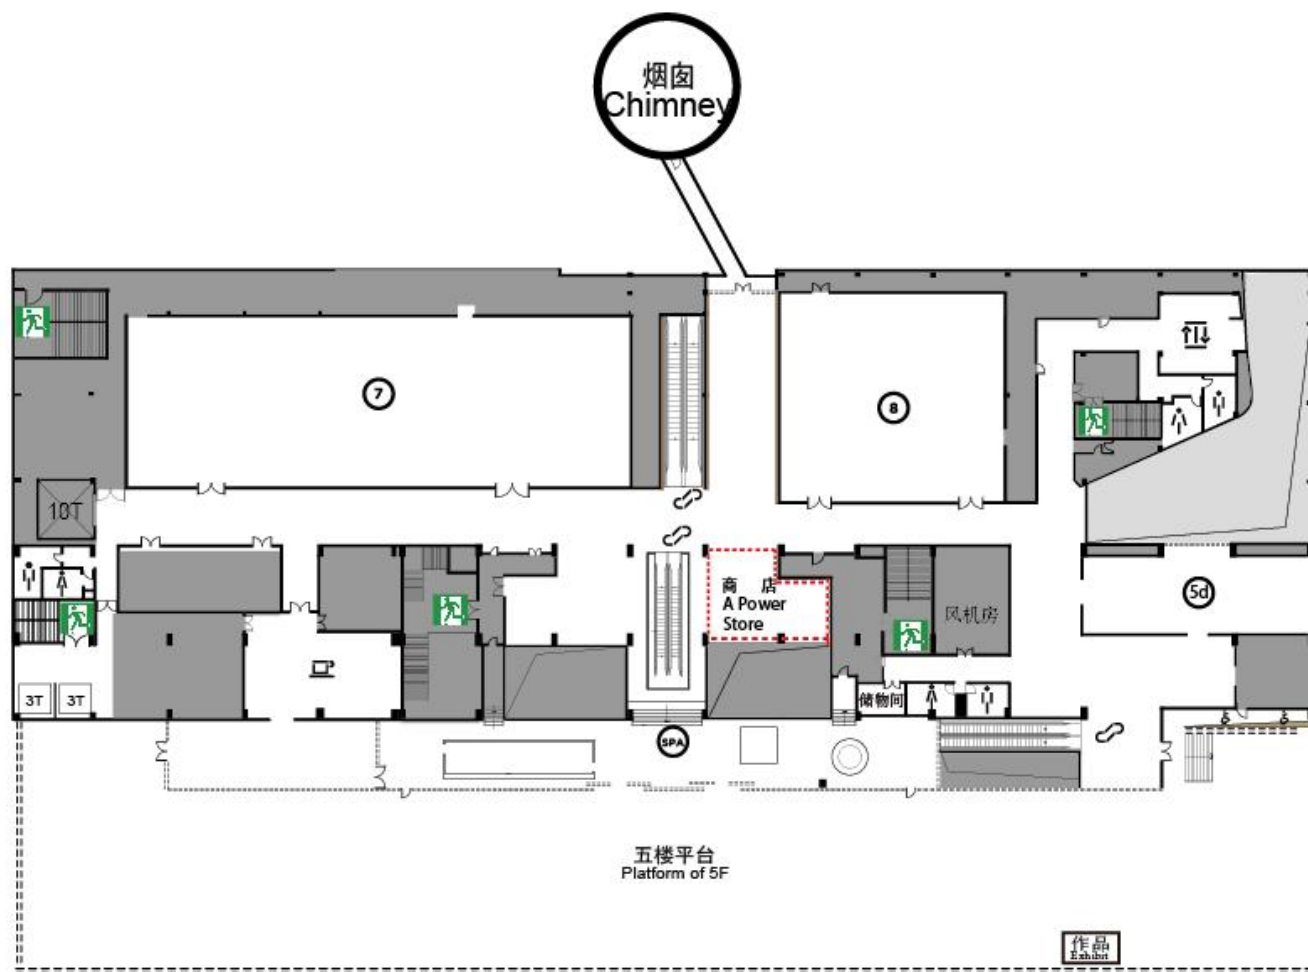 烟囱
Chimney
7
8
10T
商 店
A Power
Store
风机房
5d
3T
3T
储物间
SPA
五楼平台
Platform of 5F
作品
Exhibit